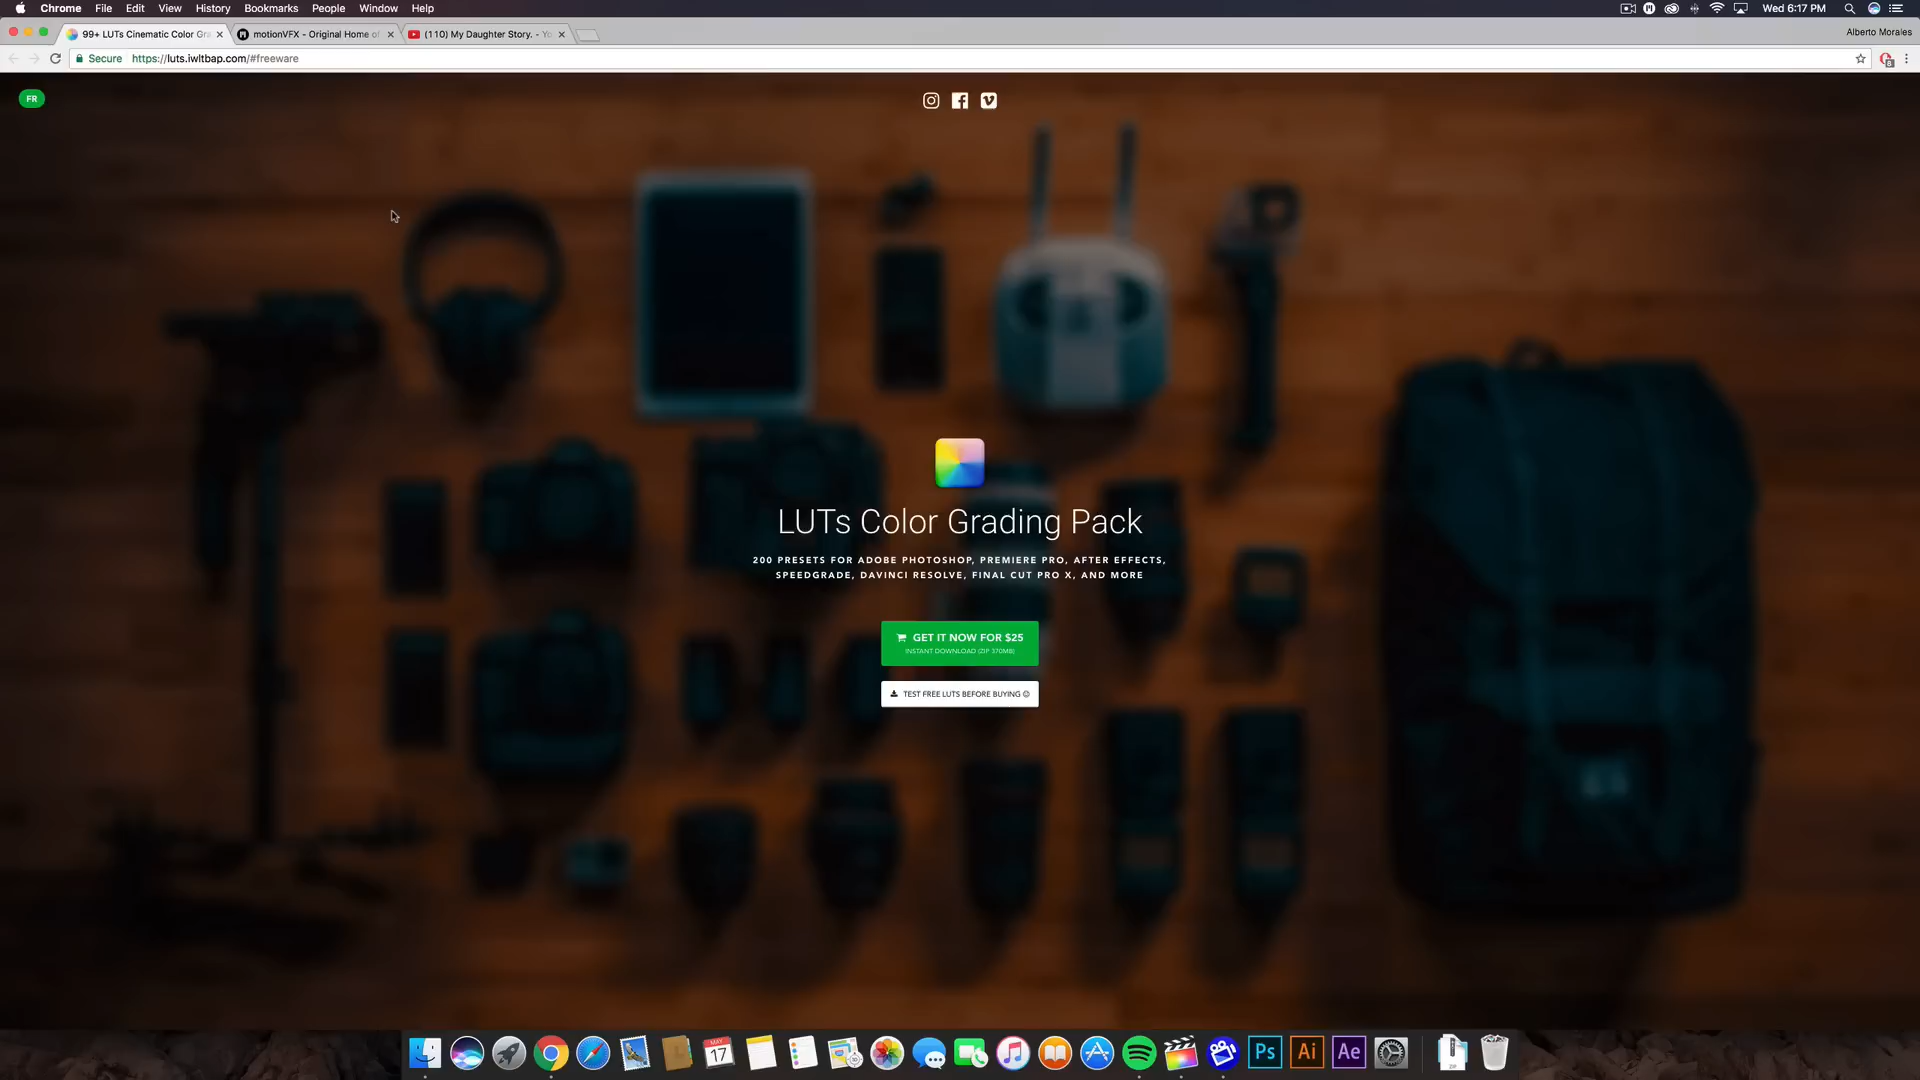 Chrome File Edit View History Bookmarks People Window Help Wed 6:17 PM
99+ LUTs Cinematic Color Gra motionVFX - Original Home of (110) My Daughter Story. - Yo Alberto Morales
Secure https://luts.iwltbap.com/#freeware
FR
LUTs Color Grading Pack
200 PRESETS FOR ADOBE PHOTOSHOP, PREMIERE PRO, AFTER EFFECTS,
SPEEDGRADE, DAVINCI RESOLVE, FINAL CUT PRO X, AND MORE
GET IT NOW FOR $25
INSTANT DOWNLOAD (ZIP 370MB)
TEST FREE LUTS BEFORE BUYING
MAY
17
Ps Ai Ae
ZIP